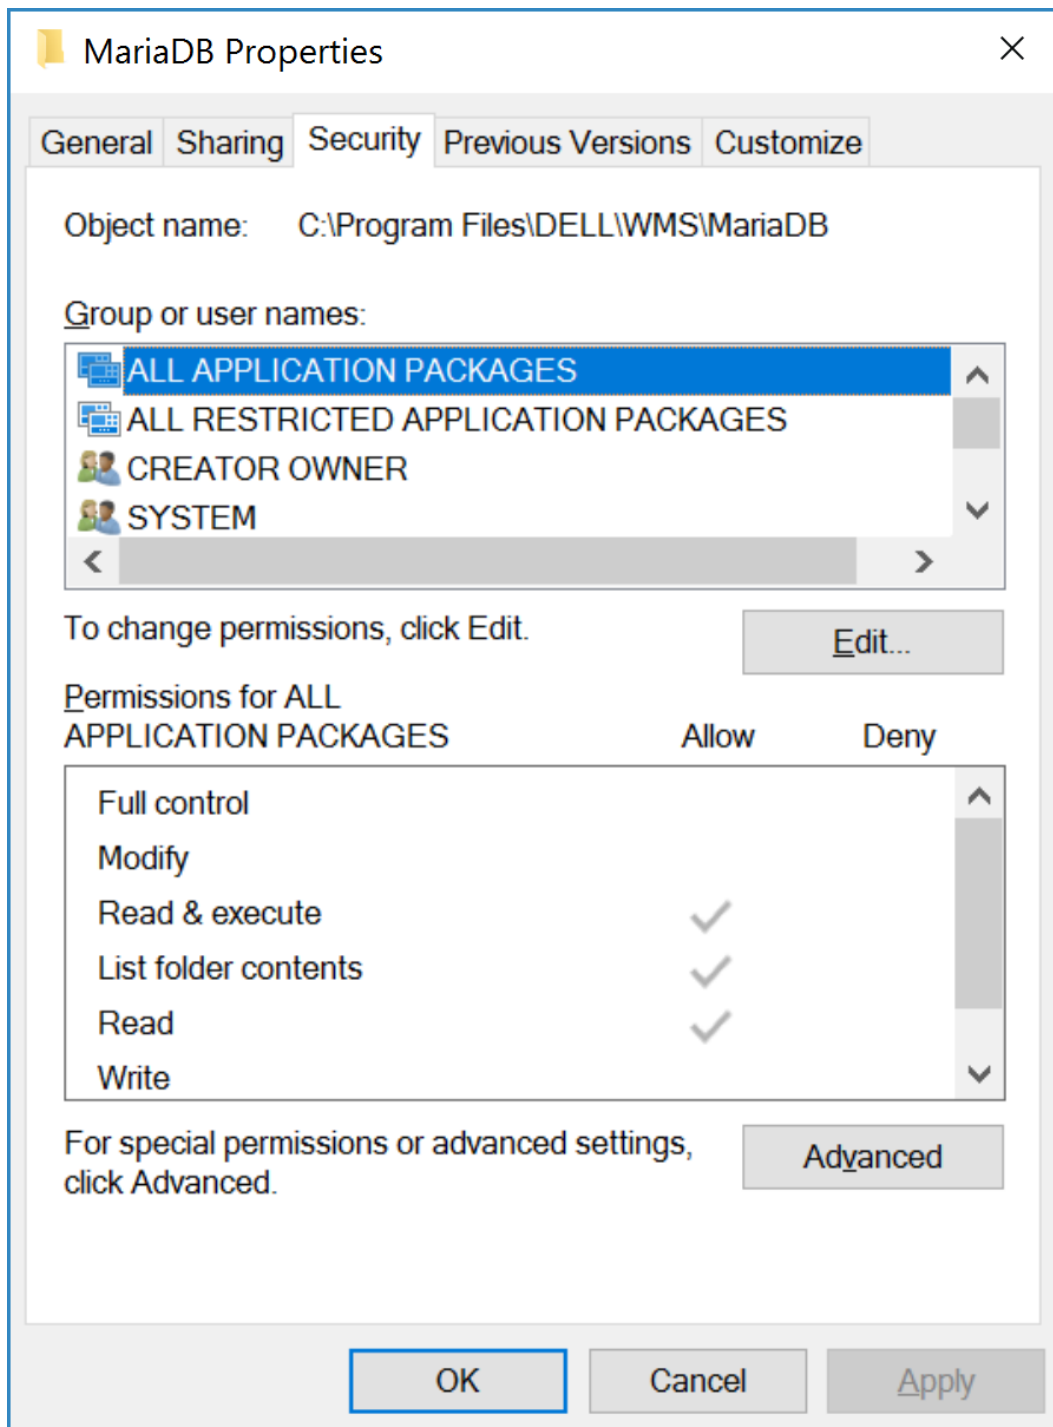 MariaDB Properties
General Sharing Security Previous Versions Customize
Object name: C:\Program Files\DELL\WMS\MariaDB
Group or user names:
ALL APPLICATION PACKAGES
ALL RESTRICTED APPLICATION PACKAGES
CREATOR OWNER
SYSTEM
To change permissions, click Edit.
Edit...
Permissions for ALL
APPLICATION PACKAGES Allow Deny
Full control
Modify
Read & execute
List folder contents
Read
Write
For special permissions or advanced settings,
click Advanced.
Advanced
OK Cancel Apply